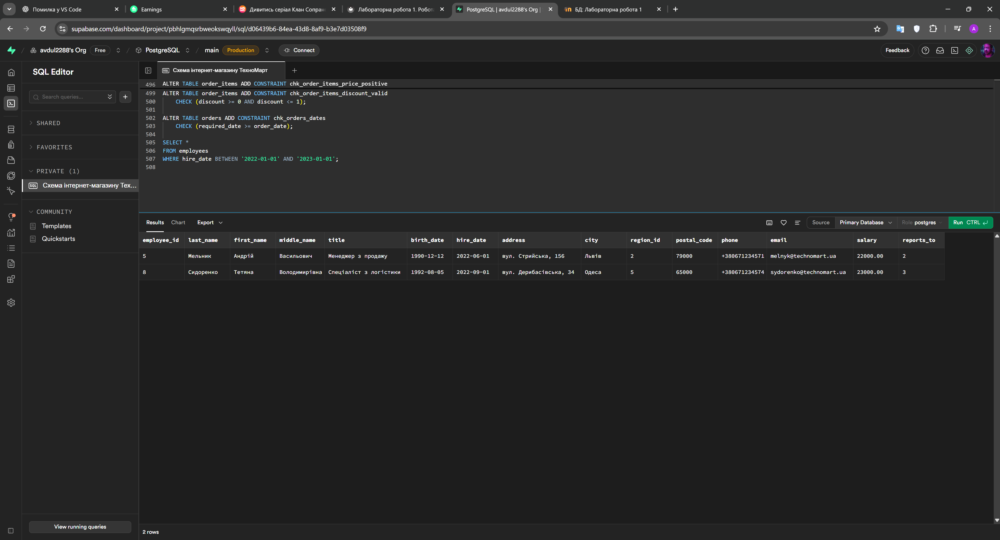 Помилка у VS Code
Earnings
Дивитись серіал Клан Сопран
Лабораторна робота 1. Робот
PostgreSQL | avdul2288's Org |
БД: Лабораторна робота 1
supabase.com/dashboard/project/pbhlgmqsrbweokswqyll/sql/d06439b6-84ea-43d8-8af9-b3e7d03508f9
A
/ avdul2288's Org Free / PostgreSQL / main Production Connect
Feedback
SQL Editor
Search queries...
SHARED
FAVORITES
PRIVATE (1)
SQL Схема інтернет-магазину Тех...
COMMUNITY
Templates
Quickstarts
View running queries
SQL Схема інтернет-магазину ТехноМарт
496 ALTER TABLE order_items ADD CONSTRAINT chk_order_items_price_positive
499 ALTER TABLE order_items ADD CONSTRAINT chk_order_items_discount_valid
500 CHECK (discount >= 0 AND discount <= 1);
501
502 ALTER TABLE orders ADD CONSTRAINT chk_orders_dates
503 CHECK (required_date >= order_date);
504
505 SELECT *
506 FROM employees
507 WHERE hire_date BETWEEN '2022-01-01' AND '2023-01-01';
508
Results Chart Export
Source Primary Database Role postgres Run CTRL
employee_id last_name first_name middle_name title birth_date hire_date address city region_id postal_code phone email salary reports_to
5 Мельник Андрій Васильович Менеджер з продажу 1990-12-12 2022-06-01 вул. Стрийська, 156 Львів 2 79000 +380671234571 melnyk@technomart.ua 22000.00 2
8 Сидоренко Тетяна Володимирівна Спеціаліст з логістики 1992-08-05 2022-09-01 вул. Дерибасівська, 34 Одеса 5 65000 +380671234574 sydorenko@technomart.ua 23000.00 3
2 rows